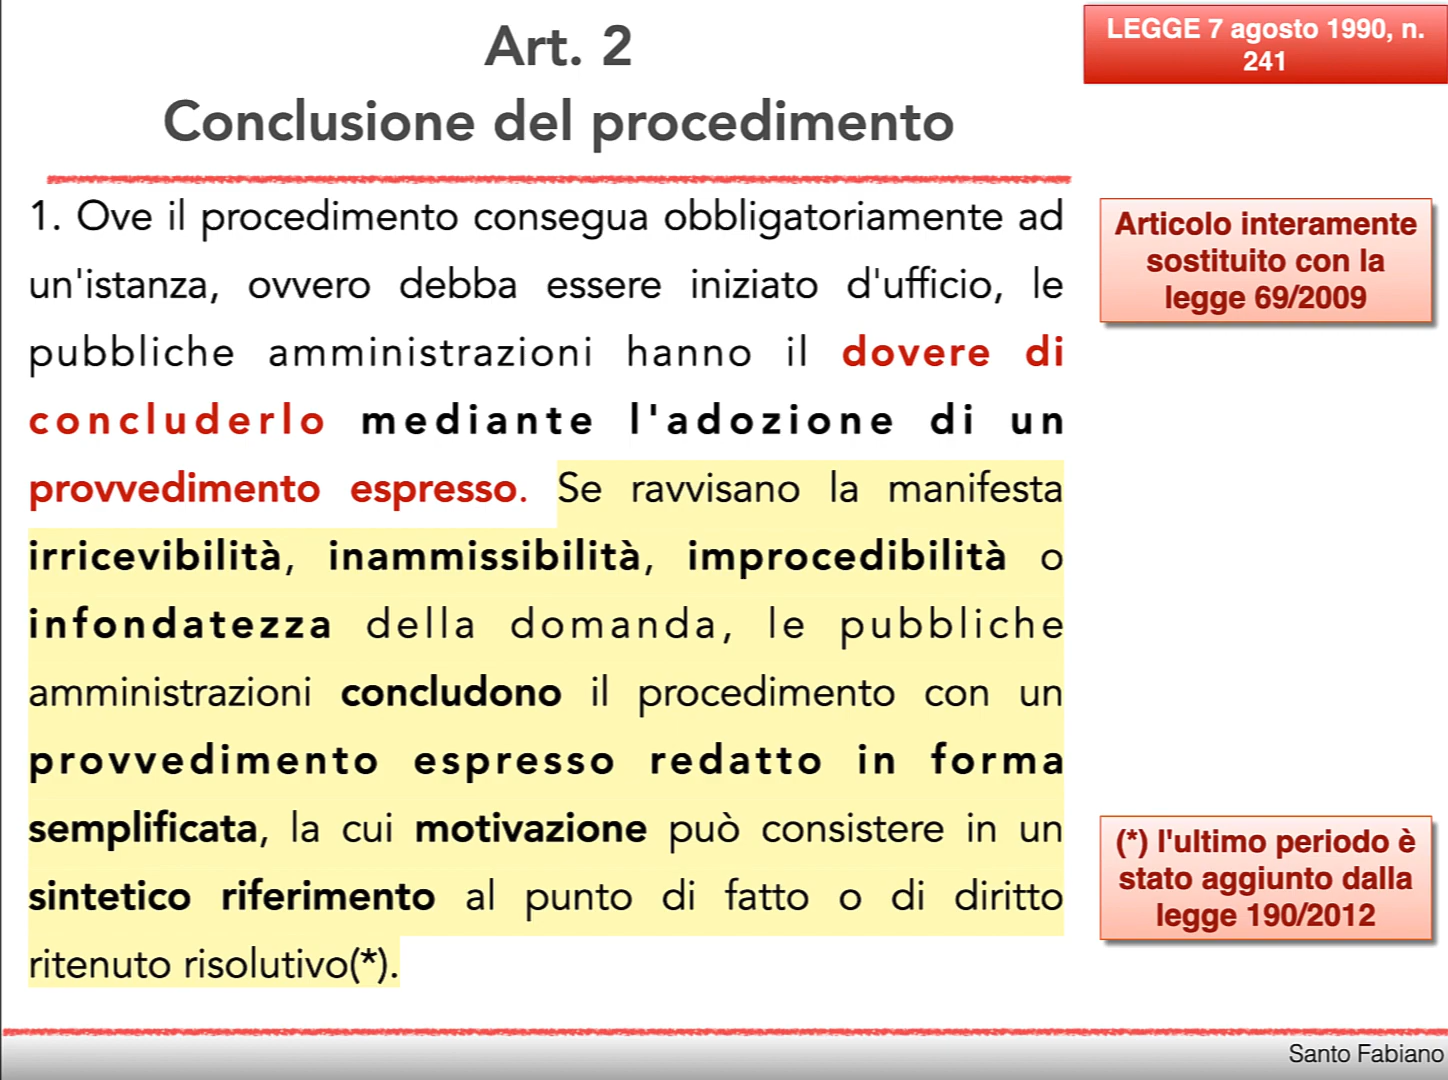 Art. 2
Conclusione del procedimento
LEGGE 7 agosto 1990, n.
241
1. Ove il procedimento consegua obbligatoriamente ad
un'istanza, ovvero debba essere iniziato d'ufficio, le
pubbliche amministrazioni hanno il dovere di
concluderlo mediante l'adozione di un
provvedimento espresso. Se ravvisano la manifesta
irricevibilità, inammissibilità, improcedibilità o
infondatezza della domanda, le pubbliche
amministrazioni concludono il procedimento con un
provvedimento espresso redatto in forma
semplificata, la cui motivazione può consistere in un
sintetico riferimento al punto di fatto o di diritto
ritenuto risolutivo(*).
Articolo interamente
sostituito con la
legge 69/2009
(*) l'ultimo periodo è
stato aggiunto dalla
legge 190/2012
Santo Fabiano